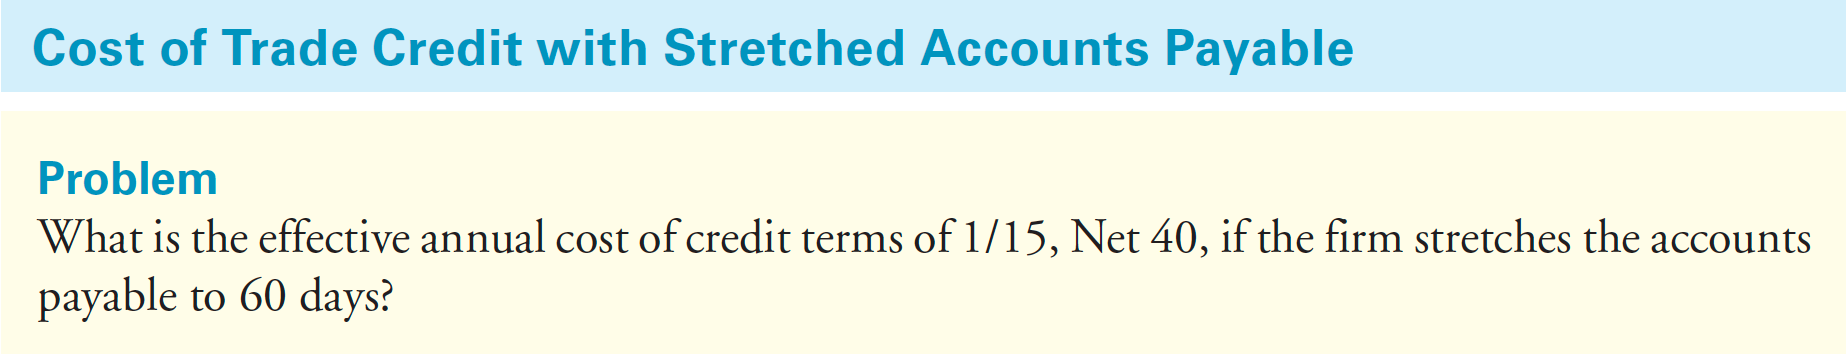 Cost of Trade Credit with Stretched Accounts Payable
Problem
What is the effective annual cost of credit terms of 1/15, Net 40, if the firm stretches the accounts
payable to 60 days?